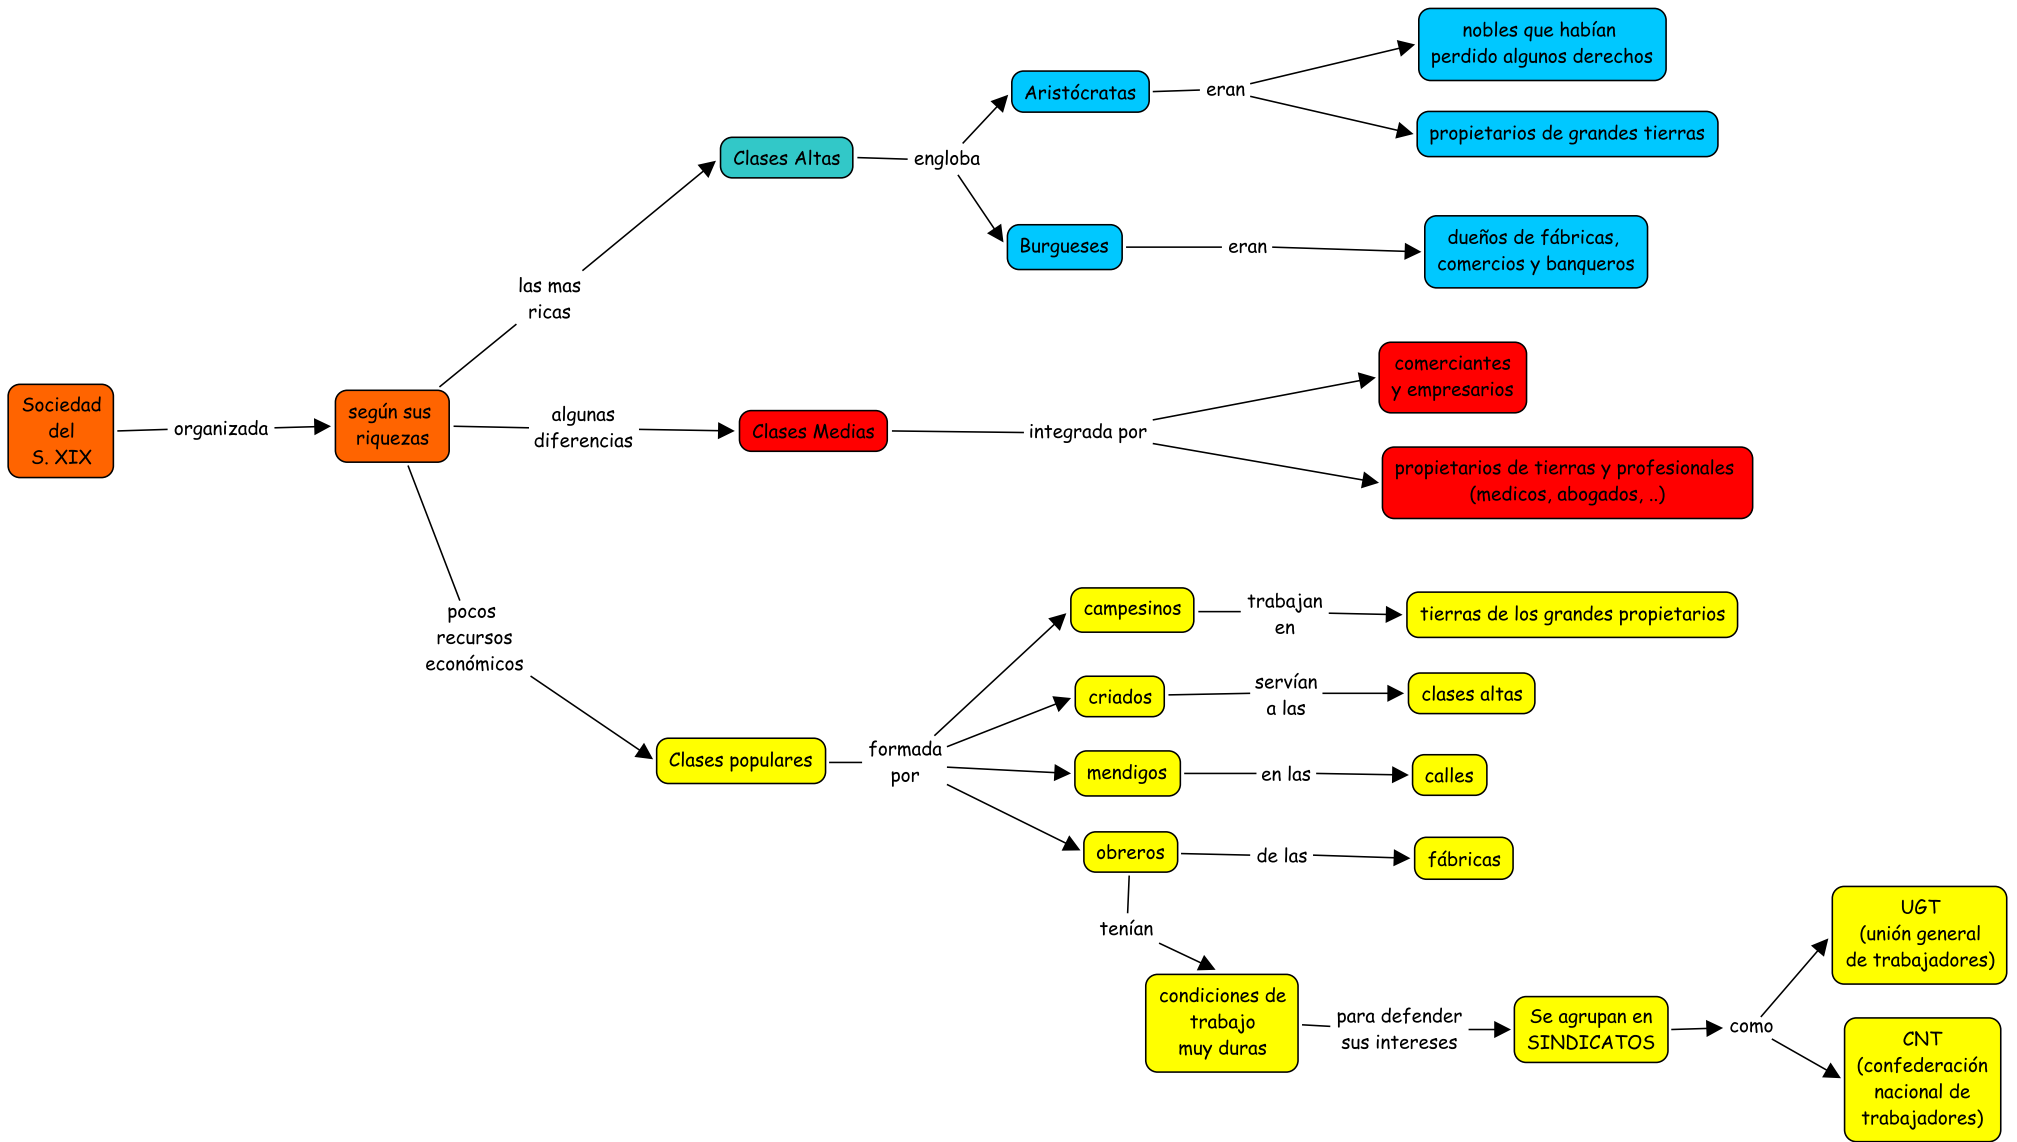 Sociedad
del
S. XIX
organizada
según sus
riquezas
las mas
ricas
Clases Altas
engloba
Aristócratas
eran
nobles que habían
perdido algunos derechos
propietarios de grandes tierras
Burgueses
eran
dueños de fábricas,
comercios y banqueros
algunas
diferencias
Clases Medias
integrada por
comerciantes
y empresarios
propietarios de tierras y profesionales
(medicos, abogados, ..)
pocos
recursos
económicos
Clases populares
formada
por
campesinos
trabajan
en
tierras de los grandes propietarios
criados
servían
a las
clases altas
mendigos
en las
calles
obreros
de las
fábricas
tenían
condiciones de
trabajo
muy duras
para defender
sus intereses
Se agrupan en
SINDICATOS
como
UGT
(unión general
de trabajadores)
CNT
(confederación
nacional de
trabajadores)